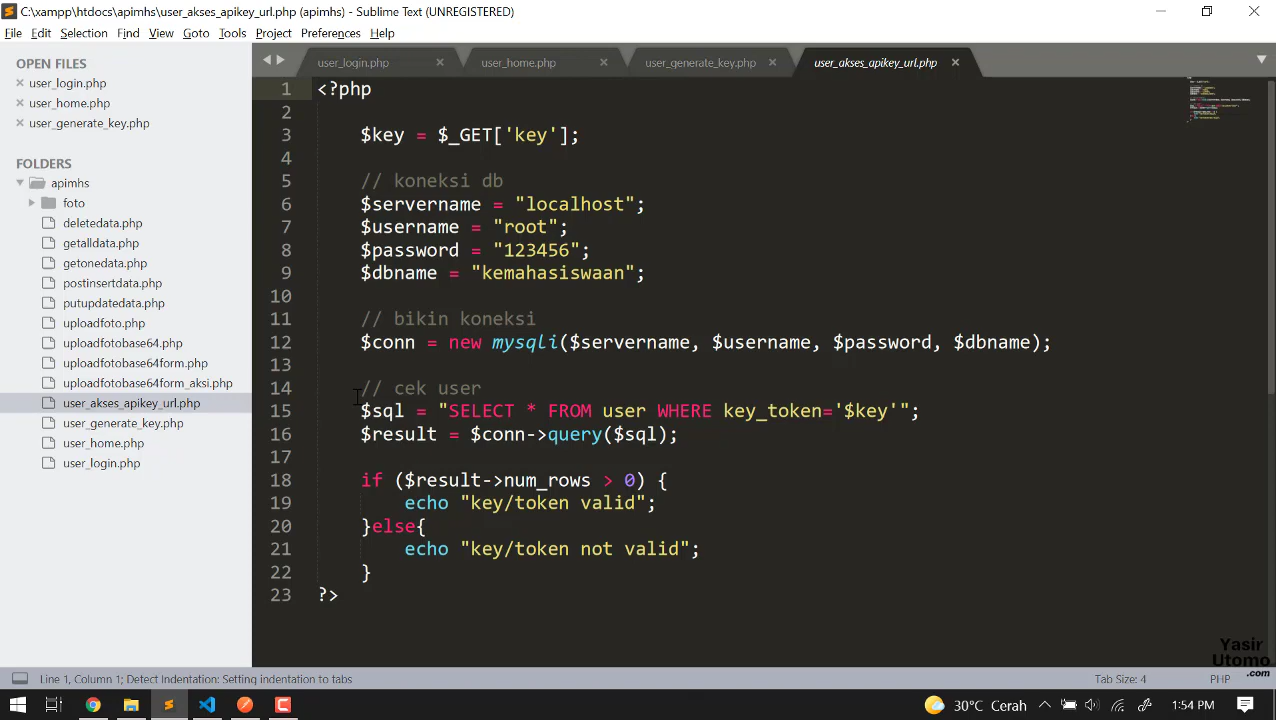 C:\xampp\htdocs\apimhs\user_akses_apikey_url.php (apimhs) - Sublime Text (UNREGISTERED)
File Edit Selection Find View Goto Tools Project Preferences Help
OPEN FILES
user_login.php
user_home.php
user_generate_key.php
FOLDERS
apimhs
foto
deletedata.php
getalldata.php
getonedata.php
postinsertdata.php
putupdatedata.php
uploadfoto.php
uploadfotobase64.php
uploadfotobase64form.php
uploadfotobase64form_aksi.php
user_akses_apikey_url.php
user_generate_key.php
user_home.php
user_login.php
user_login.php user_home.php user_generate_key.php user_akses_apikey_url.php
1 <?php
2
3 $key = $_GET['key'];
4
5 // koneksi db
6 $servername = "localhost";
7 $username = "root";
8 $password = "123456";
9 $dbname = "kemahasiswaan";
10
11 // bikin koneksi
12 $conn = new mysqli($servername, $username, $password, $dbname);
13
14 // cek user
15 $sql = "SELECT * FROM user WHERE key_token='$key'";
16 $result = $conn->query($sql);
17
18 if ($result->num_rows > 0) {
19 echo "key/token valid";
20 }else{
21 echo "key/token not valid";
22 }
23 ?>
Yasir
Utomo
.com
Line 1, Column 1; Detect Indentation: Setting indentation to tabs Tab Size: 4 PHP
30°C Cerah 1:54 PM